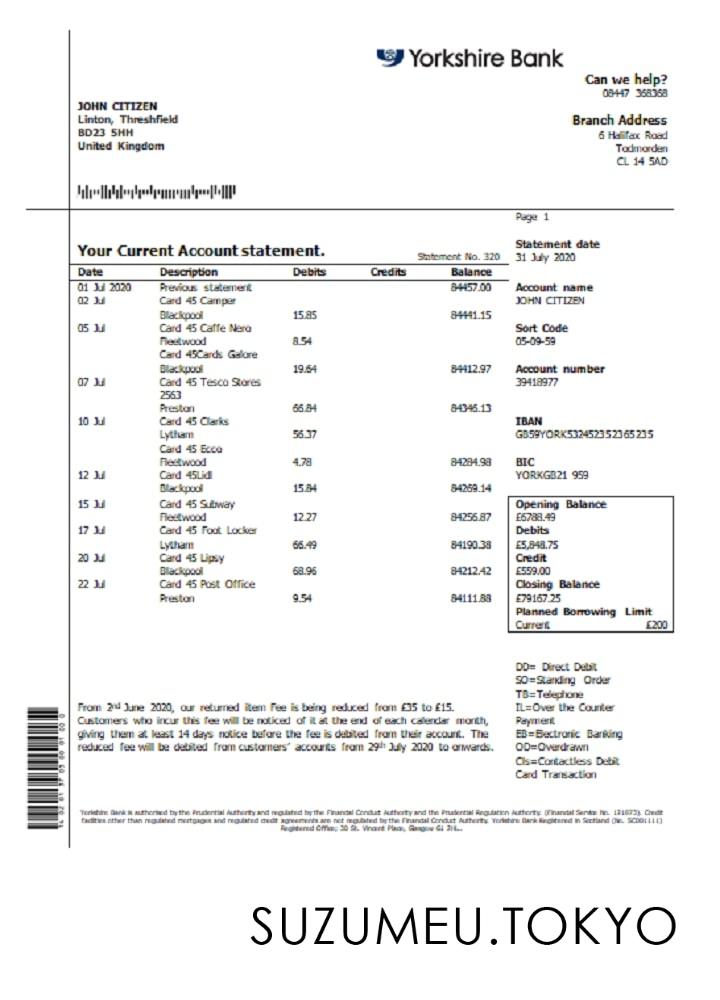 Yorkshire Bank
Can we help?
08447 368368
JOHN CITIZEN
Linton, Threshfield
BD23 5HH
United Kingdom
Branch Address
6 Halifax Road
Todmorden
CL 14 5AD
Page 1
Your Current Account statement.
Statement No. 320
Statement date
31 July 2020
Date Description Debits Credits Balance
01 Jul 2020 Previous statement 84457.00
02 Jul Card 45 Camper
Blackpool 15.85 84441.15
05 Jul Card 45 Caffe Nero
Fleetwood 8.54
Card 45Cards Galore
Blackpool 19.64 84412.97
07 Jul Card 45 Tesco Stores
2563
Preston 66.84 84346.13
10 Jul Card 45 Clarks
Lytham 56.37
Card 45 Ecco
Fleetwood 4.78 84284.98
12 Jul Card 45Lidl
Blackpool 15.84 84269.14
15 Jul Card 45 Subway
Fleetwood 12.27 84256.87
17 Jul Card 45 Foot Locker
Lytham 66.49 84190.38
20 Jul Card 45 Lipsy
Blackpool 68.96 84212.42
22 Jul Card 45 Post Office
Preston 9.54 84111.88
Account name
JOHN CITIZEN
Sort Code
05-09-59
Account number
39418977
IBAN
GB59YORK532452352365235
BIC
YORKGB21 959
Opening Balance
£6788.49
Debits
£5,848.75
Credit
£559.00
Closing Balance
£79167.25
Planned Borrowing Limit
Current £200
DD= Direct Debit
SO=Standing Order
TB=Telephone
IL=Over the Counter
Payment
EB=Electronic Banking
OD=Overdrawn
Cls=Contactless Debit
Card Transaction
From 2nd June 2020, our returned item Fee is being reduced from £35 to £15.
Customers who incur this fee will be noticed of it at the end of each calendar month,
giving them at least 14 days notice before the fee is debited from their account. The
reduced fee will be debited from customers' accounts from 29th July 2020 to onwards.
Yorkshire Bank is authorised by the Prudential Authority and regulated by the Financial Conduct Authority and the Prudential Regulation Authority. (Financial Service No. 121873). Credit
facilities other than regulated mortgages and regulated credit agreements are not regulated by the Financial Conduct Authority. Yorkshire Bank Registered in Scotland (No. SC001111)
Registered Office; 30 St. Vincent Place, Glasgow G1
SUZUMEU.TOKYO